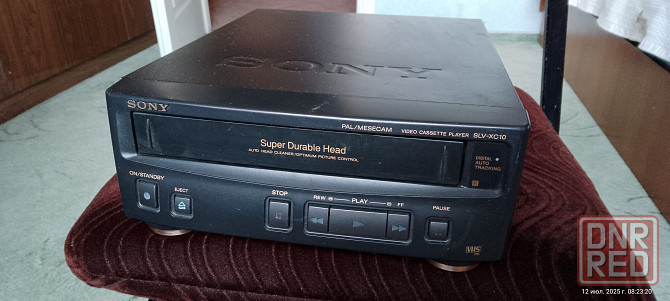 SONY
SONY
PAL/MESECAM VIDEO CASSETTE PLAYER SLV-XC10
Super Durable Head
AUTO HEAD CLEANER/OPTIMUM PICTURE CONTROL
DIGITAL
AUTO
TRACKING
ON/STANDBY
EJECT
STOP
REW PLAY FF
PAUSE
VHS
DNR
RED
12 июл. 2025 г. 08:23:20